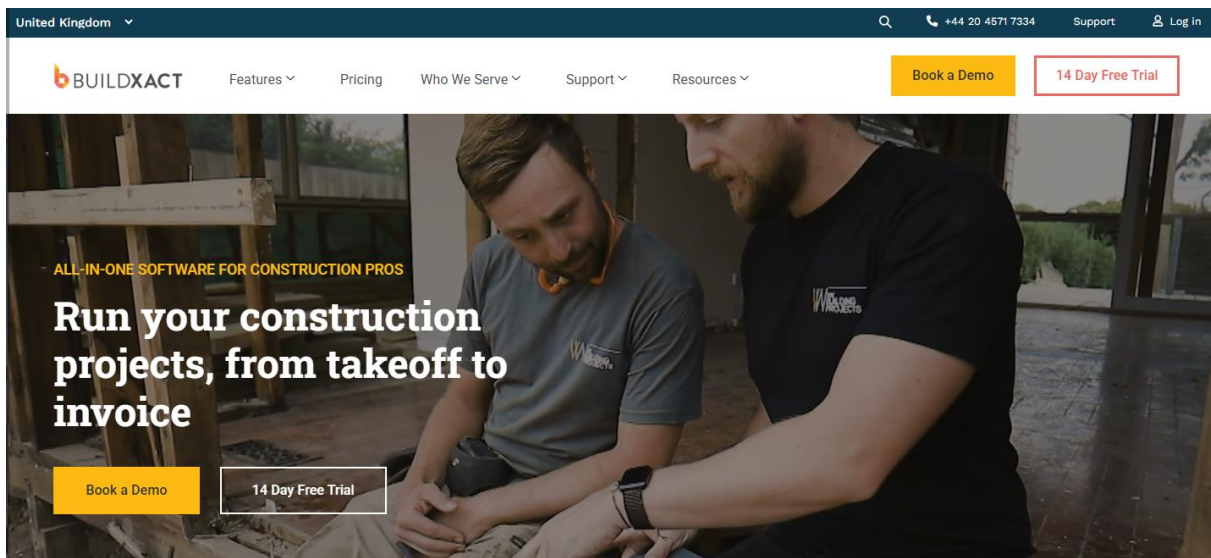 United Kingdom
+44 20 4571 7334
Support
Log in
BUILDXACT
Features
Pricing
Who We Serve
Support
Resources
Book a Demo
14 Day Free Trial
ALL-IN-ONE SOFTWARE FOR CONSTRUCTION PROS
Run your construction
projects, from takeoff to
invoice
Book a Demo
14 Day Free Trial
BUILDING
PROJECTS